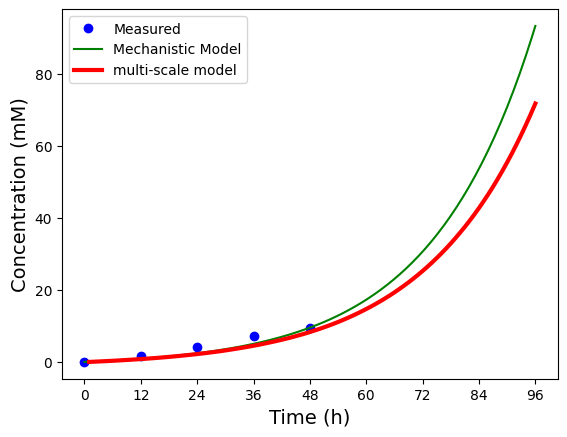 Measured
Mechanistic Model
multi-scale model
Concentration (mM)
80
60
40
20
0
0 12 24 36 48 60 72 84 96
Time (h)